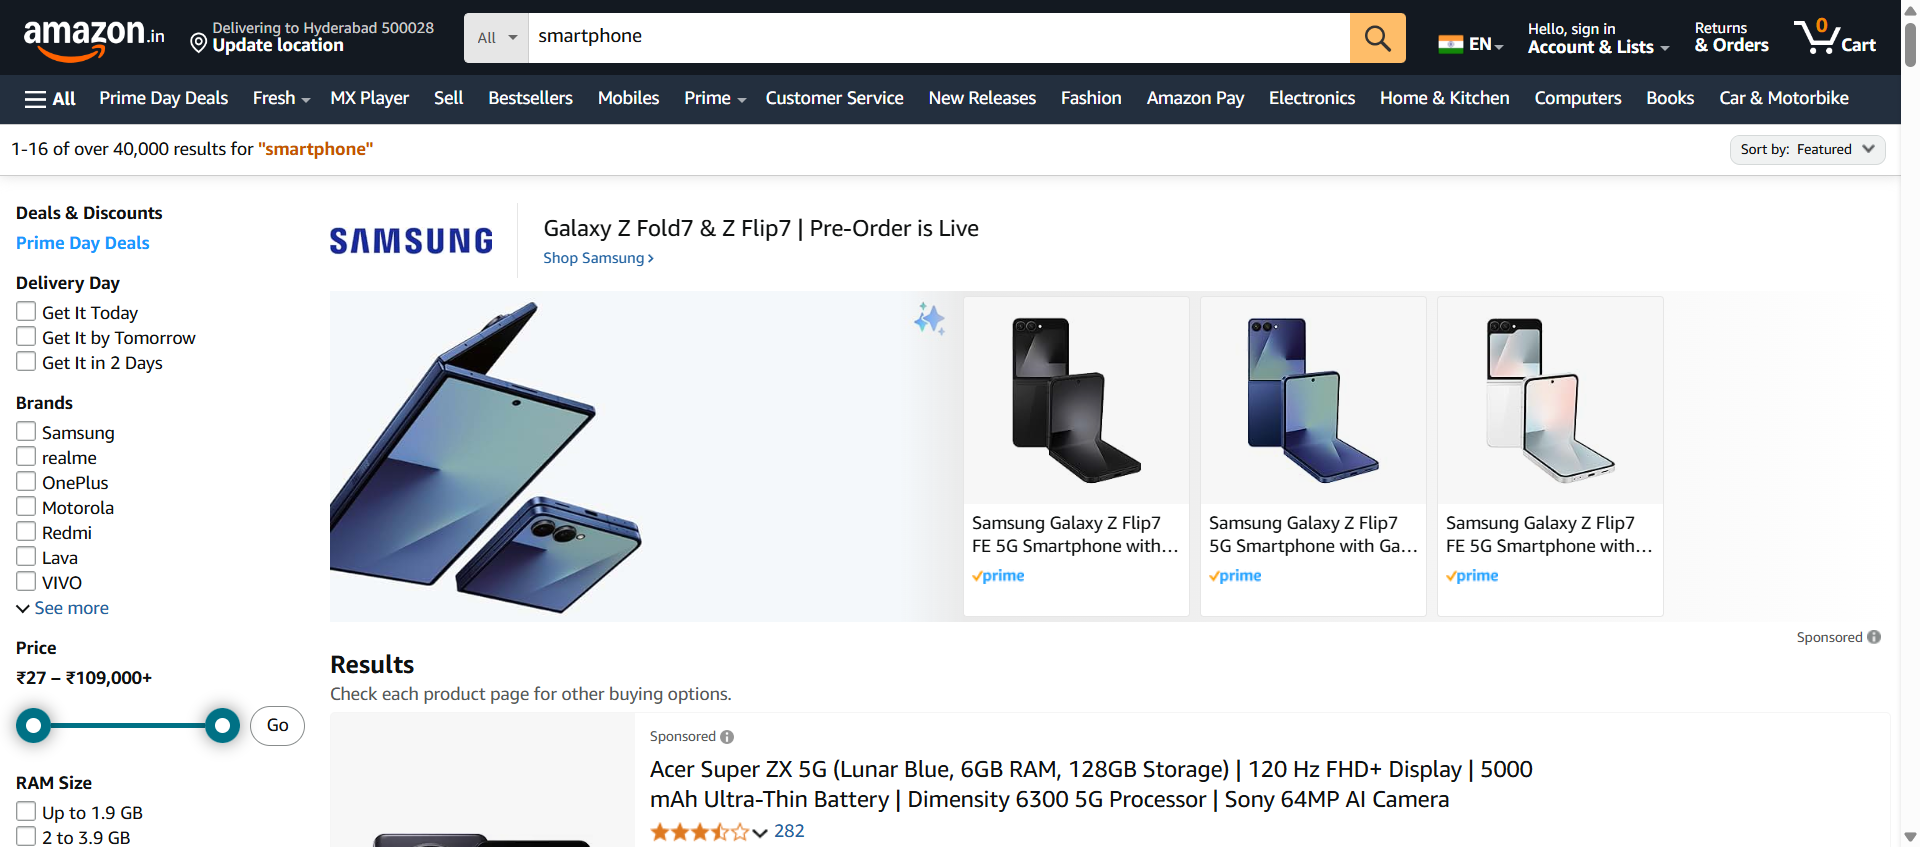 amazon.in
Delivering to Hyderabad 500028
Update location
All
smartphone
EN
Hello, sign in
Account & Lists
Returns
& Orders
0
Cart
All
Prime Day Deals
Fresh
MX Player
Sell
Bestsellers
Mobiles
Prime
Customer Service
New Releases
Fashion
Amazon Pay
Electronics
Home & Kitchen
Computers
Books
Car & Motorbike
1-16 of over 40,000 results for "smartphone"
Sort by: Featured
Deals & Discounts
Prime Day Deals
Delivery Day
Get It Today
Get It by Tomorrow
Get It in 2 Days
Brands
Samsung
realme
OnePlus
Motorola
Redmi
Lava
VIVO
See more
Price
₹27 – ₹109,000+
Go
RAM Size
Up to 1.9 GB
2 to 3.9 GB
SAMSUNG
Galaxy Z Fold7 & Z Flip7 | Pre-Order is Live
Shop Samsung ›
Samsung Galaxy Z Flip7
FE 5G Smartphone with...
prime
Samsung Galaxy Z Flip7
5G Smartphone with Ga...
prime
Samsung Galaxy Z Flip7
FE 5G Smartphone with...
prime
Sponsored
Results
Check each product page for other buying options.
Sponsored
Acer Super ZX 5G (Lunar Blue, 6GB RAM, 128GB Storage) | 120 Hz FHD+ Display | 5000
mAh Ultra-Thin Battery | Dimensity 6300 5G Processor | Sony 64MP AI Camera
282